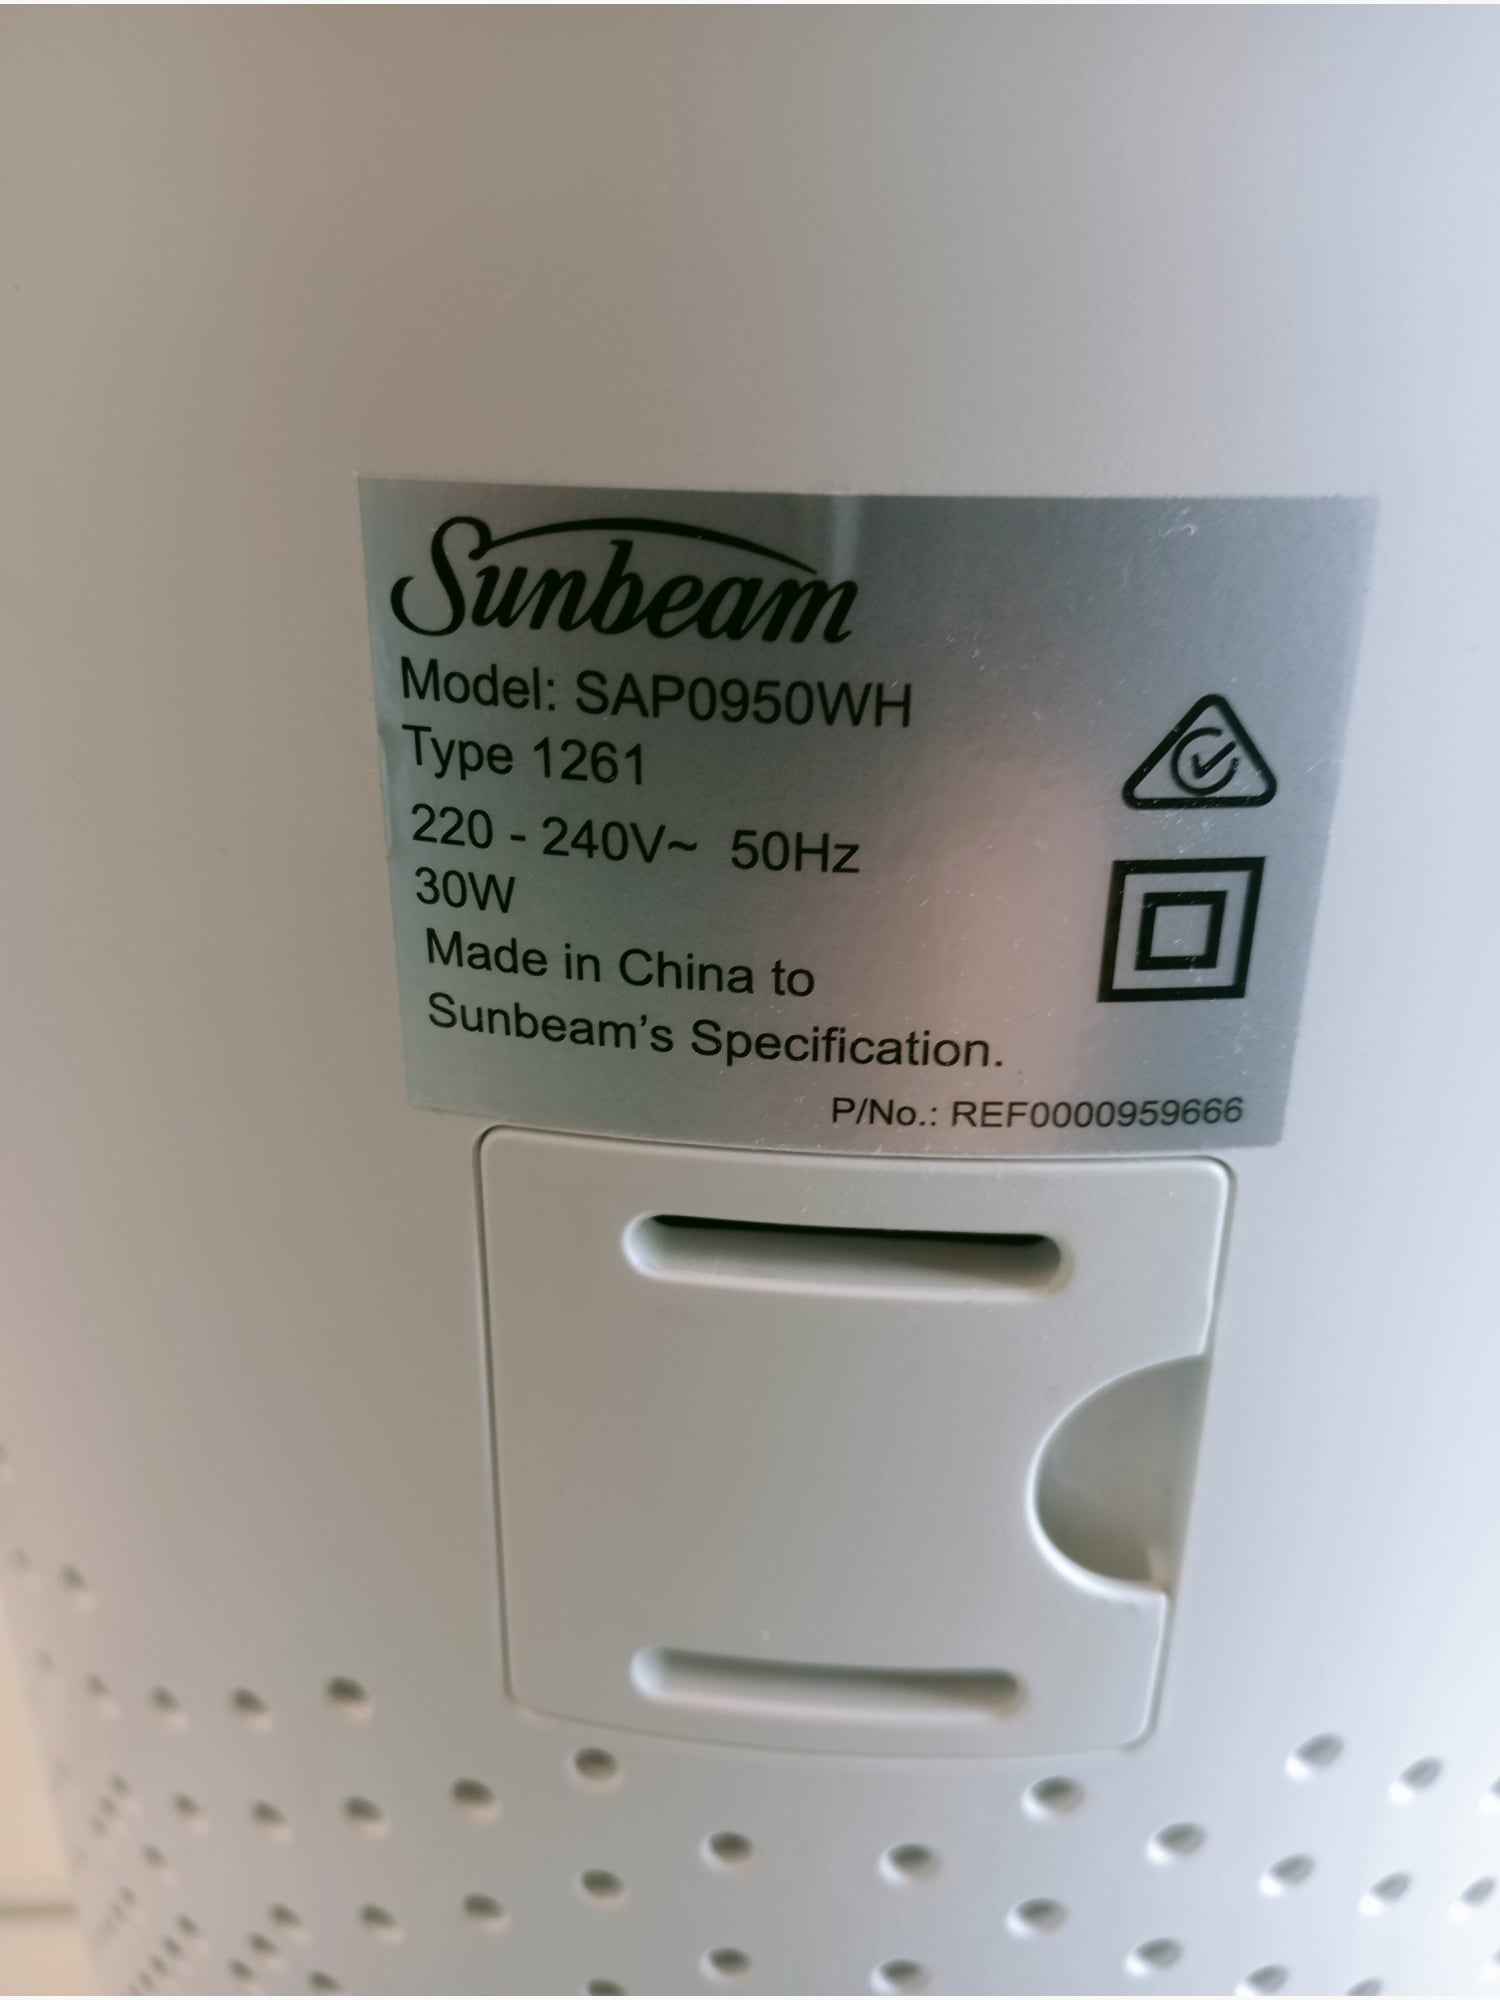 Sunbeam
Model: SAP0950WH
Type 1261
220 - 240V~ 50Hz
30W
Made in China to
Sunbeam's Specification.
P/No.: REF0000959666